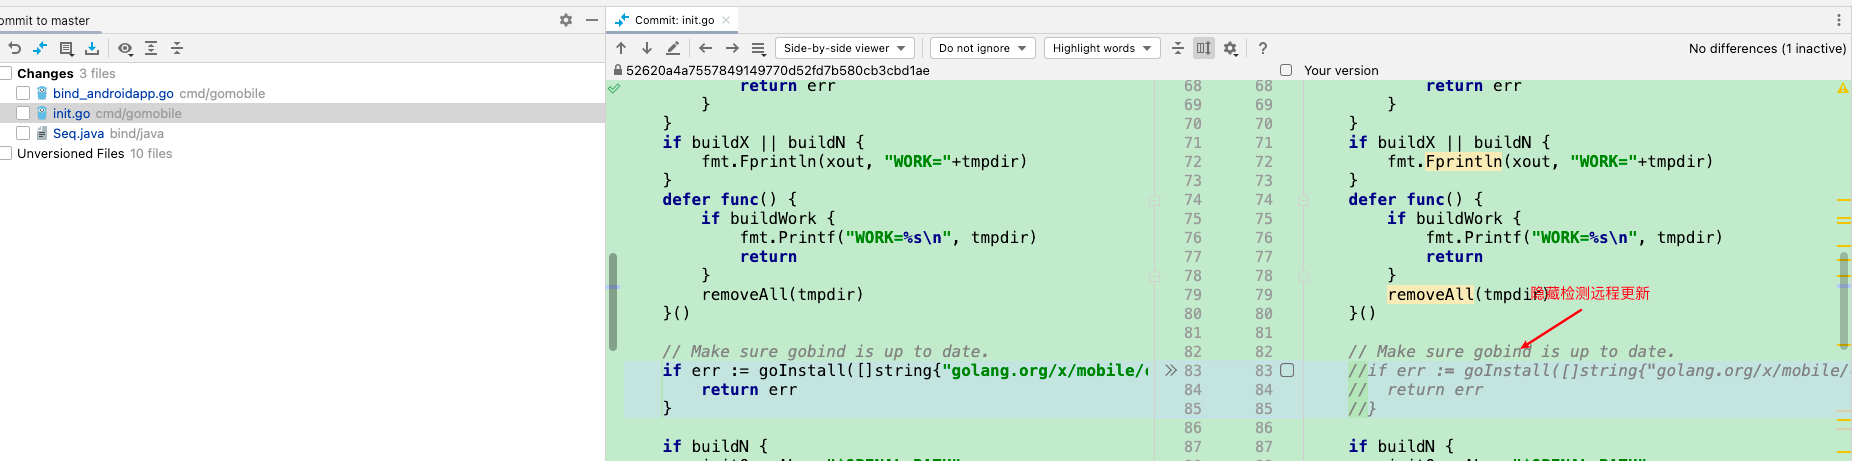 ommit to master
Commit: init.go
Side-by-side viewer
Do not ignore
Highlight words
?
No differences (1 inactive)
Changes 3 files
bind_androidapp.go cmd/gomobile
init.go cmd/gomobile
Seq.java bind/java
Unversioned Files 10 files
52620a4a7557849149770d52fd7b580cb3cbd1ae
Your version
return err 68 68 return err
} 69 69 }
} 70 70 }
if buildX || buildN { 71 71 if buildX || buildN {
fmt.Fprintln(xout, "WORK="+tmpdir) 72 72 fmt.Fprintln(xout, "WORK="+tmpdir)
} 73 73 }
defer func() { 74 74 defer func() {
if buildWork { 75 75 if buildWork {
fmt.Printf("WORK=%s\n", tmpdir) 76 76 fmt.Printf("WORK=%s\n", tmpdir)
return 77 77 return
} 78 78 }
removeAll(tmpdir) 79 79 removeAll(tmpdir)
隐藏检测远程更新
}() 80 80 }()
81 81
// Make sure gobind is up to date. 82 82 // Make sure gobind is up to date.
if err := goInstall([]string{"golang.org/x/mobile/ 83 83 //if err := goInstall([]string{"golang.org/x/mobile/
return err 84 84 // return err
} 85 85 //}
86 86
if buildN { 87 87 if buildN {